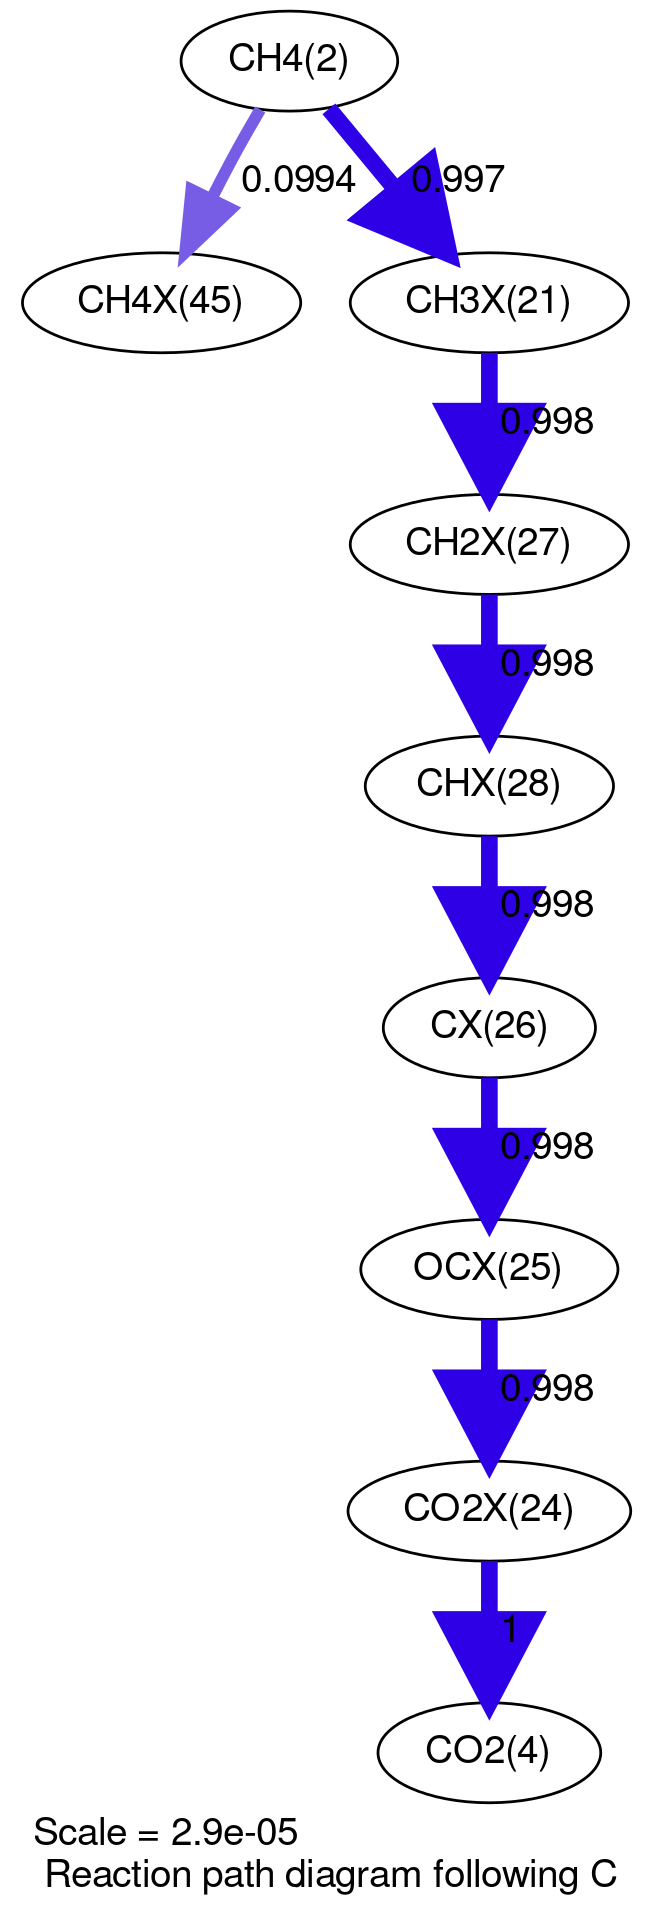 CH4(2)
0.0994
0.997
CH4X(45)
CH3X(21)
0.998
CH2X(27)
0.998
CHX(28)
0.998
CX(26)
0.998
OCX(25)
0.998
CO2X(24)
1
CO2(4)
Scale = 2.9e-05
Reaction path diagram following C